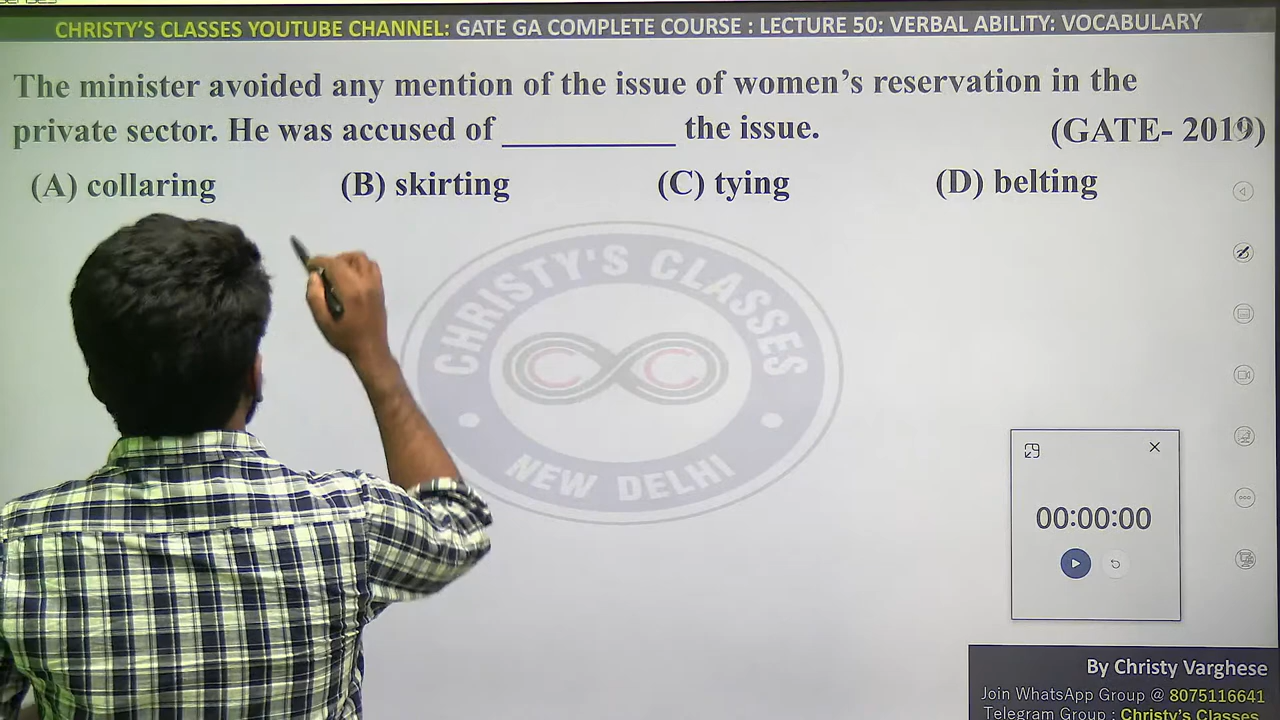 CHRISTY'S CLASSES YOUTUBE CHANNEL: GATE GA COMPLETE COURSE : LECTURE 50: VERBAL ABILITY: VOCABULARY
The minister avoided any mention of the issue of women's reservation in the
private sector. He was accused of ____________ the issue. (GATE- 2019)
(A) collaring (B) skirting (C) tying (D) belting
CHRISTY'S CLASSES
CC
NEW DELHI
00:00:00
By Christy Varghese
Join WhatsApp Group @ 8075116641
Telegram Group : Christy's Classes